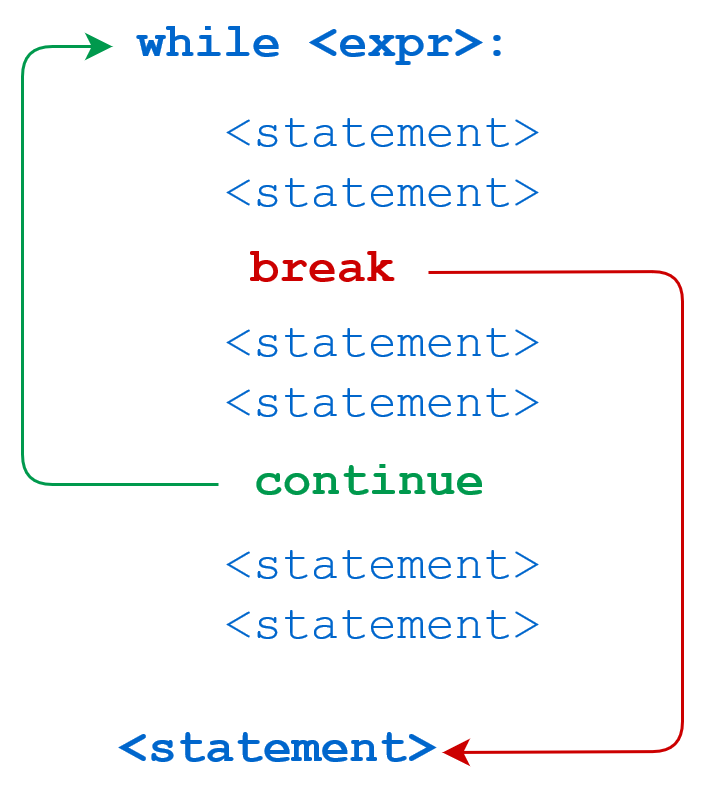 while <expr>:
<statement>
<statement>
break
<statement>
<statement>
continue
<statement>
<statement>
<statement>